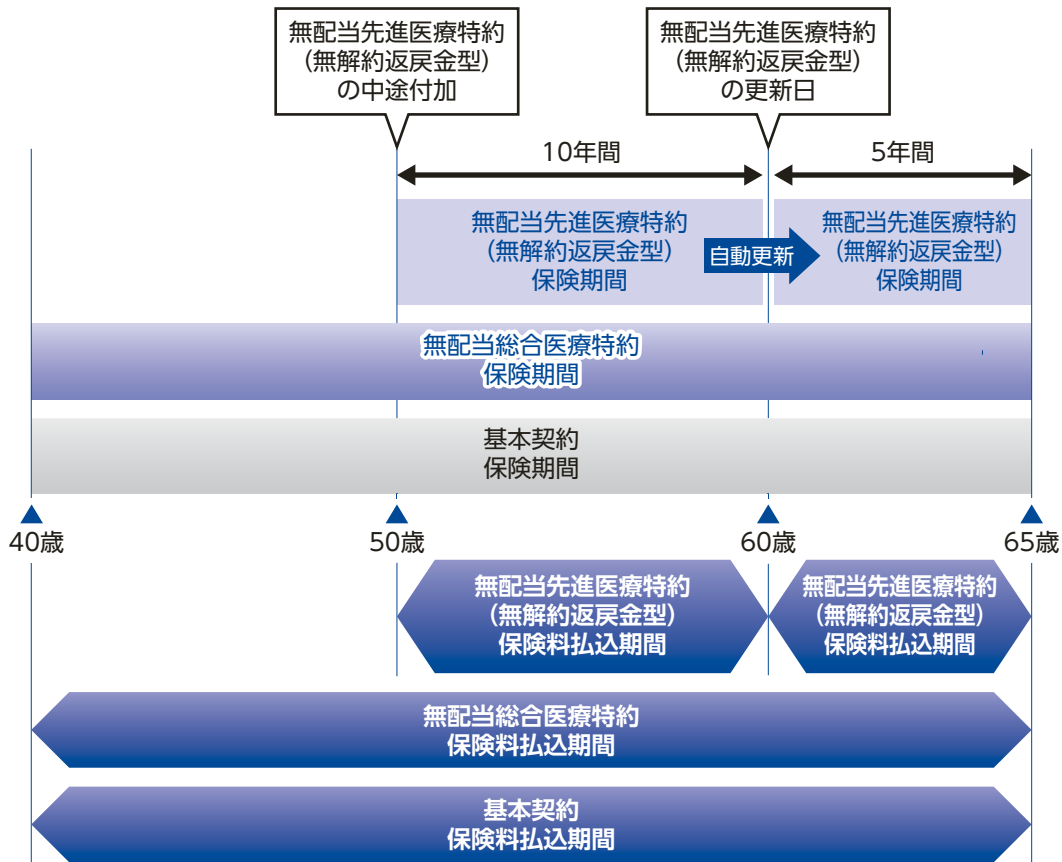 無配当先進医療特約
（無解約返戻金型）
の中途付加
無配当先進医療特約
（無解約返戻金型）
の更新日
10年間
5年間
無配当先進医療特約
（無解約返戻金型）
保険期間
自動更新
無配当先進医療特約
（無解約返戻金型）
保険期間
無配当総合医療特約
保険期間
基本契約
保険期間
40歳
50歳
60歳
65歳
無配当先進医療特約
（無解約返戻金型）
保険料払込期間
無配当先進医療特約
（無解約返戻金型）
保険料払込期間
無配当総合医療特約
保険料払込期間
基本契約
保険料払込期間